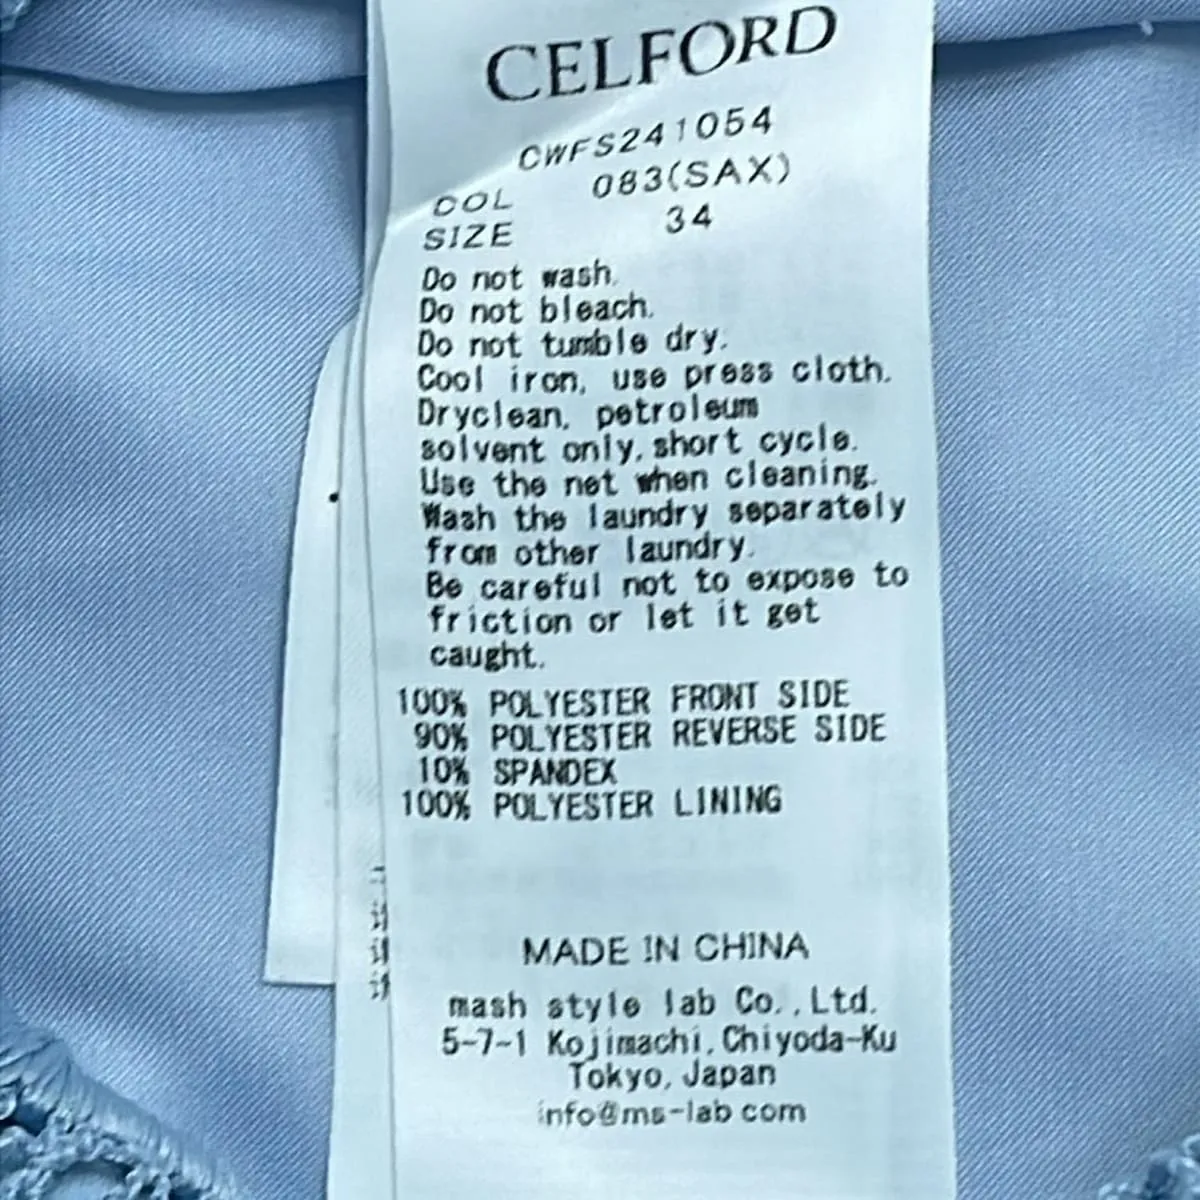 CELFORD
CWFS241054
COL 083(SAX)
SIZE 34
Do not wash.
Do not bleach.
Do not tumble dry.
Cool iron, use press cloth.
Dryclean, petroleum
solvent only, short cycle.
Use the net when cleaning.
Wash the laundry separately
from other laundry.
Be careful not to expose to
friction or let it get
caught.
100% POLYESTER FRONT SIDE
90% POLYESTER REVERSE SIDE
10% SPANDEX
100% POLYESTER LINING
MADE IN CHINA
mash style lab Co.,Ltd.
5-7-1 Kojimachi,Chiyoda-Ku
Tokyo, Japan
info@ms-lab com